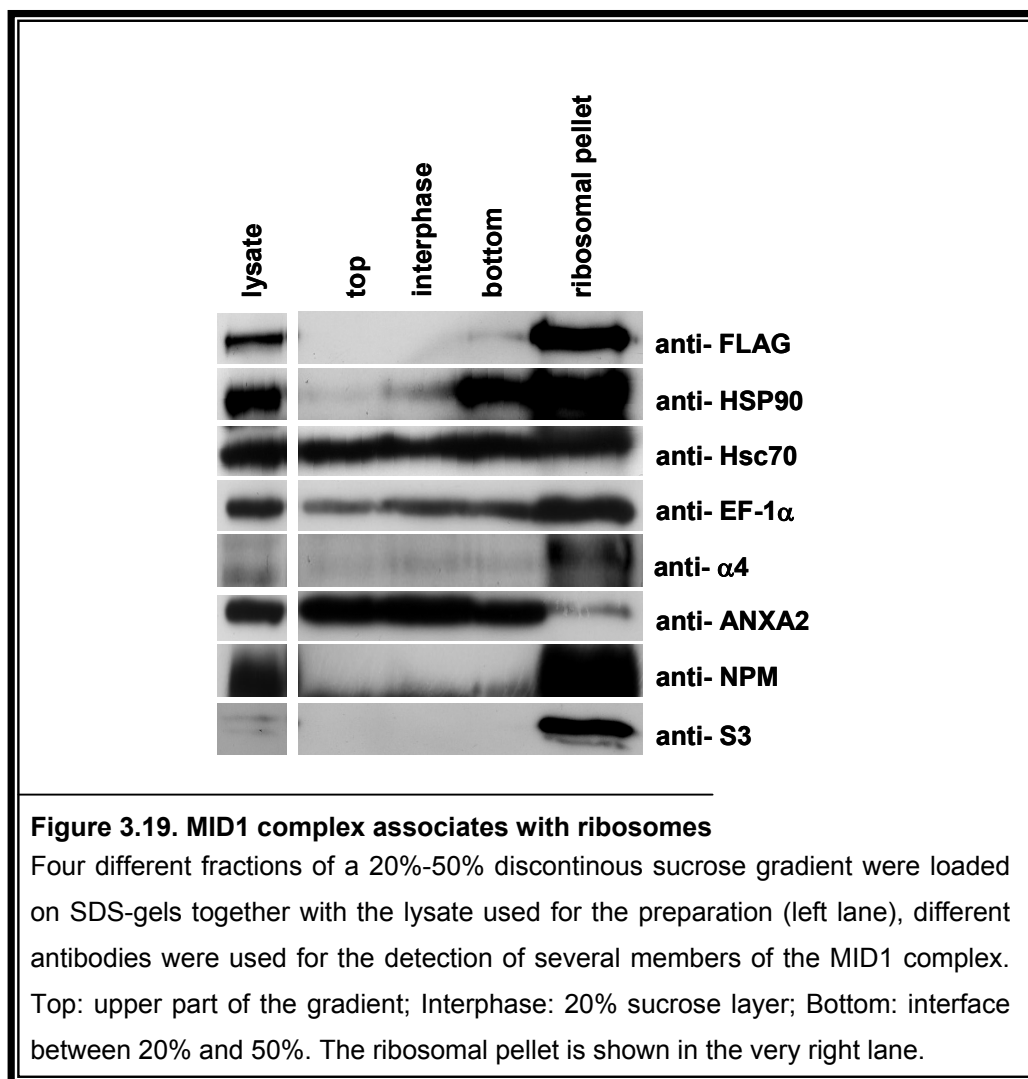 lysate
top
interphase
bottom
ribosomal pellet
anti- FLAG
anti- HSP90
anti- Hsc70
anti- EF-1α
anti- α4
anti- ANXA2
anti- NPM
anti- S3
Figure 3.19. MID1 complex associates with ribosomes
Four different fractions of a 20%-50% discontinous sucrose gradient were loaded
on SDS-gels together with the lysate used for the preparation (left lane), different
antibodies were used for the detection of several members of the MID1 complex.
Top: upper part of the gradient; Interphase: 20% sucrose layer; Bottom: interface
between 20% and 50%. The ribosomal pellet is shown in the very right lane.